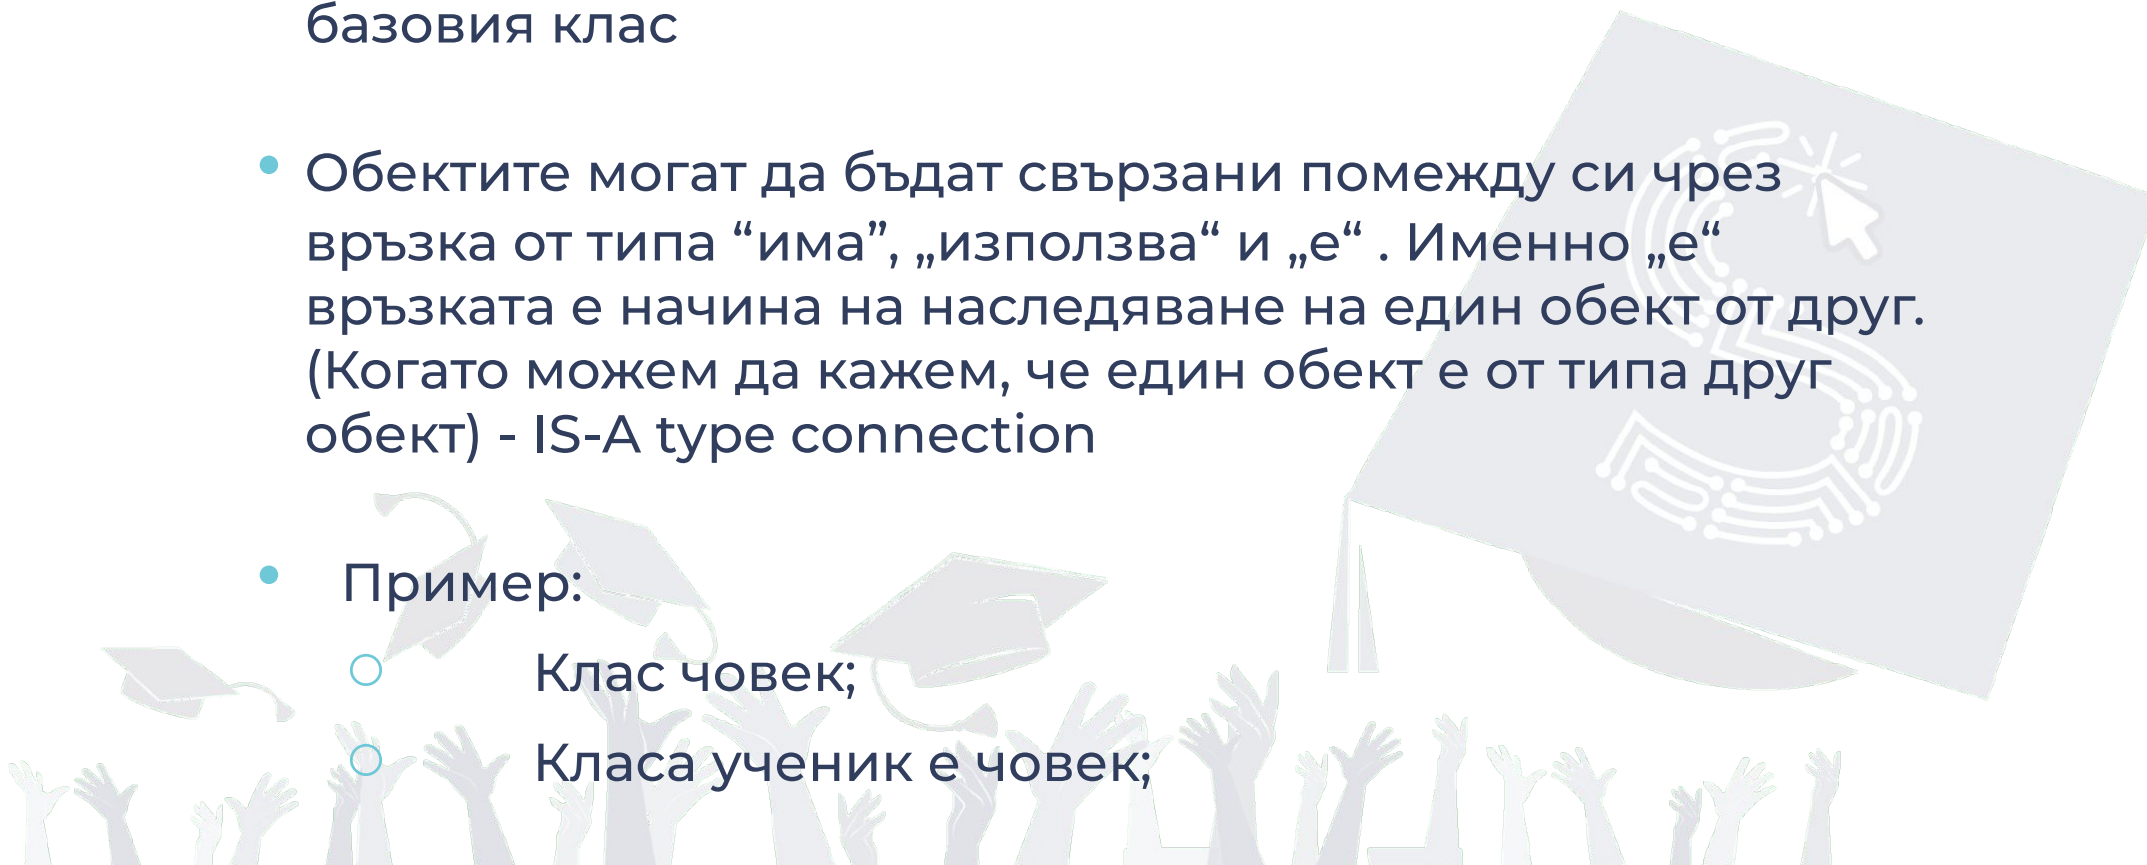 базовия клас
• Обектите могат да бъдат свързани помежду си чрез
връзка от типа “има”, „използва“ и „е“ . Именно „е“
връзката е начина на наследяване на един обект от друг.
(Когато можем да кажем, че един обект е от типа друг
обект) - IS-A type connection
• Пример:
○ Клас човек;
○ Класа ученик е човек;